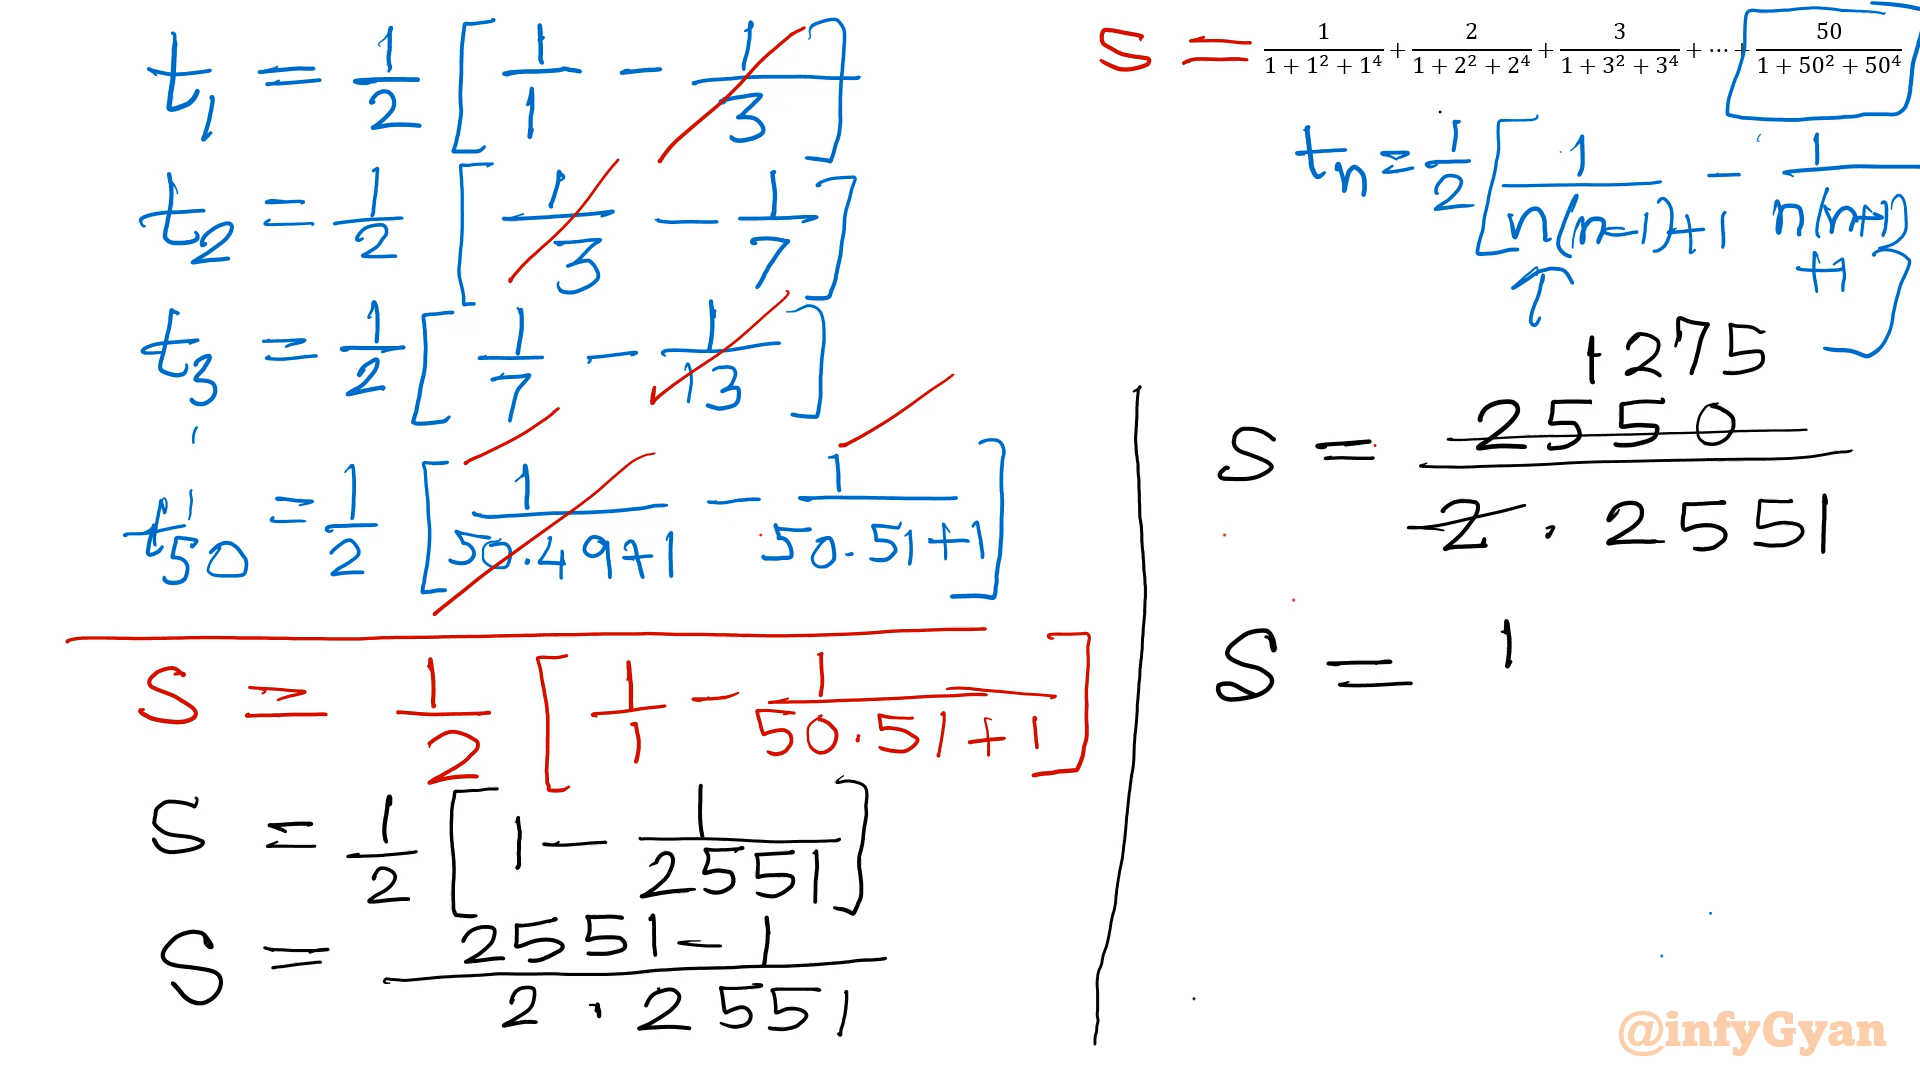 t₁ = 1/2 [1/1 − 1/3]
t₂ = 1/2 [1/3 − 1/7]
t₃ = 1/2 [1/7 − 1/13]
t₅₀ = 1/2 [1/(50.49+1) − 1/(50.51+1)]
S = 1/2 [1/1 − 1/(50.51+1)]
S = 1/2 [1 − 1/2551]
S = (2551−1)/(2.2551)
S = 1/(1 + 1² + 1⁴) + 2/(1 + 2² + 2⁴) + 3/(1 + 3² + 3⁴) + ⋯ + 50/(1 + 50² + 50⁴)
tₙ = 1/2 [1/(n(n−1)+1) − 1/(n(n+1)+1)]
1275
S = 2550/(2.2551)
S = 1
@infyGyan